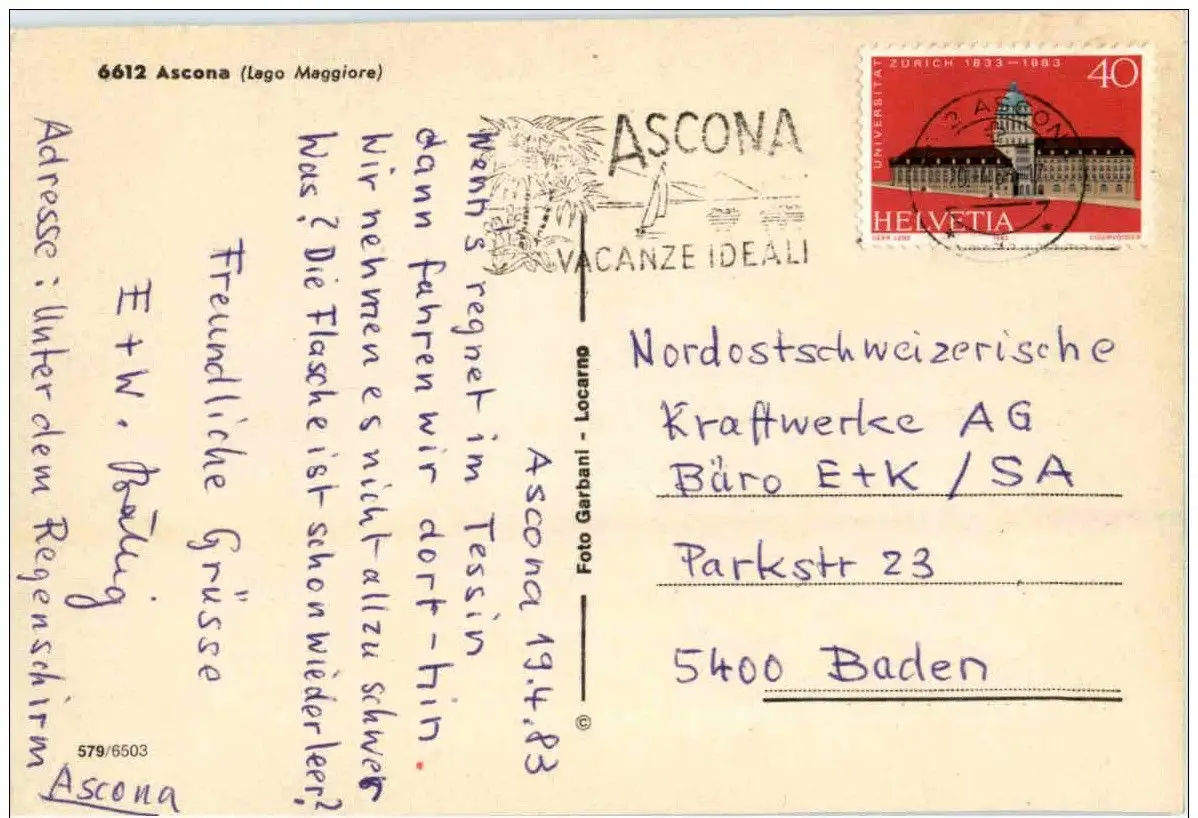 6612 Ascona (Lago Maggiore)
UNIVERSITÄT
ZÜRICH 1833–1983
40
HELVETIA
ASCONA
VACANZE IDEALI
ASCONA
Ascona 19.4.83
Wenn's regnet im Tessin
dann fahren wir dort-hin.
Wir nehmen es nicht allzu schwer
Was? Die Flasche ist schon wieder leer?
Freundliche Grüsse
E+W.
Adresse: Unter dem Regenschirm
Ascona
579/6503
Foto Garbani - Locarno
©
Nordostschweizerische
Kraftwerke AG
Büro E+K / SA
Parkstr 23
5400 Baden